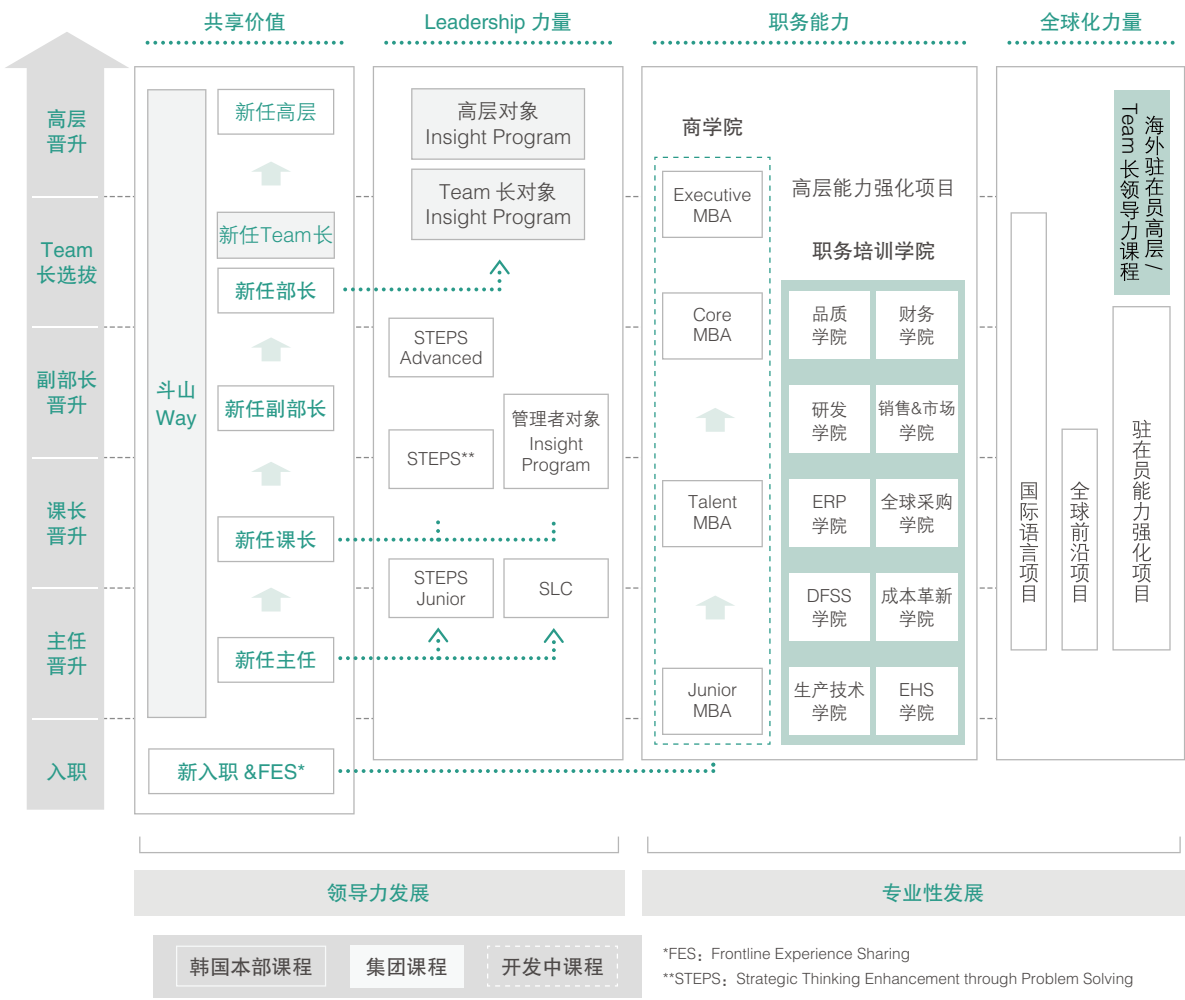 共享价值
Leadership 力量
职务能力
全球化力量
高层
晋升
Team
长选拔
副部长
晋升
课长
晋升
主任
晋升
入职
斗山
Way
新任高层
新任Team长
新任部长
新任副部长
新任课长
新任主任
新入职 &FES*
高层对象
Insight Program
Team 长对象
Insight Program
STEPS
Advanced
管理者对象
Insight
Program
STEPS**
STEPS
Junior
SLC
商学院
Executive
MBA
Core
MBA
Talent
MBA
Junior
MBA
高层能力强化项目
职务培训学院
品质
学院
财务
学院
研发
学院
销售&市场
学院
ERP
学院
全球采购
学院
DFSS
学院
成本革新
学院
生产技术
学院
EHS
学院
国际语言项目
全球前沿项目
驻在员能力强化项目
海外驻在员高层 /
Team 长领导力课程
领导力发展
专业性发展
韩国本部课程
集团课程
开发中课程
*FES：Frontline Experience Sharing
**STEPS：Strategic Thinking Enhancement through Problem Solving